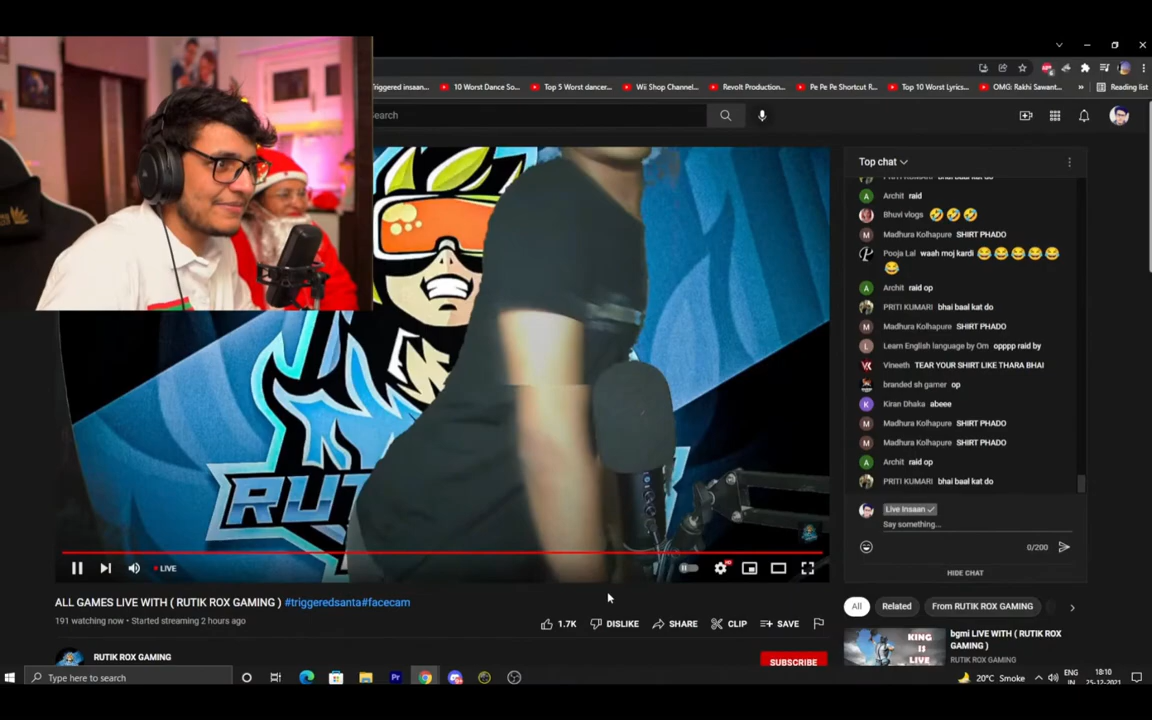 riggered insaan...
10 Worst Dance So...
Top 5 Worst dancer...
Wii Shop Channel...
Revolt Production...
Pe Pe Pe Shortcut R...
Top 10 Worst Lyrics...
OMG: Rakhi Sawant...
»
Reading list
Search
Top chat
bhai baal kat do
Archit raid
Bhuvi vlogs 🤣🤣🤣
Madhura Kolhapure SHIRT PHADO
Pooja Lal waah moj kardi 😂😂😂😂😂
😂
Archit raid op
PRITI KUMARI bhai baal kat do
Madhura Kolhapure SHIRT PHADO
Learn English language by Om opppp raid by
Vineeth TEAR YOUR SHIRT LIKE THARA BHAI
branded sh gamer op
Kiran Dhaka abeee
Madhura Kolhapure SHIRT PHADO
Madhura Kolhapure SHIRT PHADO
Archit raid op
PRITI KUMARI bhai baal kat do
Live Insaan
Say something...
0/200
HIDE CHAT
RUT
LIVE
ALL GAMES LIVE WITH ( RUTIK ROX GAMING ) #triggeredsanta#facecam
191 watching now • Started streaming 2 hours ago
1.7K
DISLIKE
SHARE
CLIP
SAVE
RUTIK ROX GAMING
SUBSCRIBE
All
Related
From RUTIK ROX GAMING
KING
IS
LIVE
bgmi LIVE WITH ( RUTIK ROX
GAMING )
RUTIK ROX GAMING
Type here to search
20°C Smoke
ENG
IN
18:10
25-12-2021